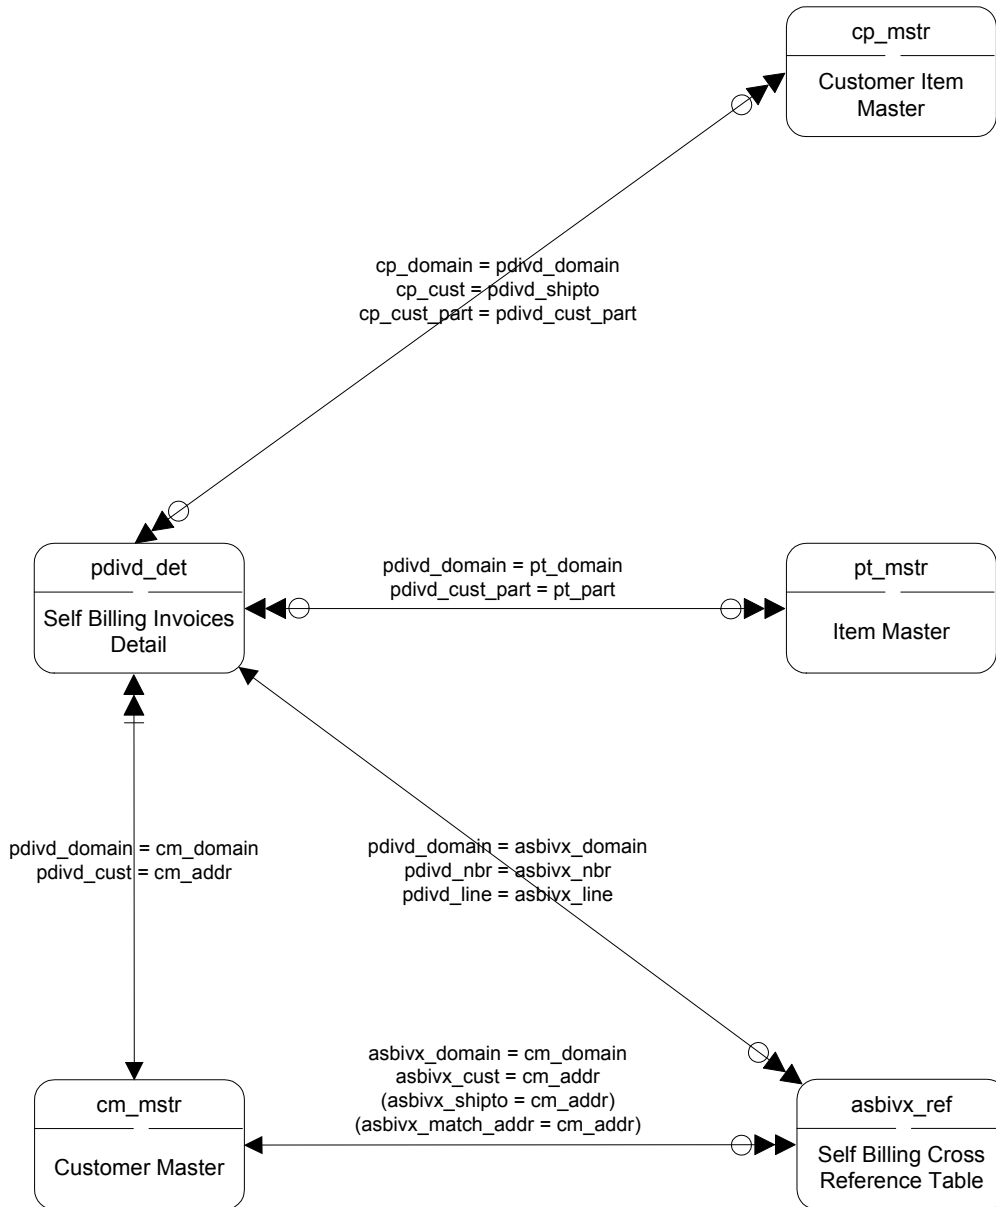 cp_mstr
Customer Item
Master
cp_domain = pdivd_domain
cp_cust = pdivd_shipto
cp_cust_part = pdivd_cust_part
pdivd_det
Self Billing Invoices
Detail
pdivd_domain = pt_domain
pdivd_cust_part = pt_part
pt_mstr
Item Master
pdivd_domain = cm_domain
pdivd_cust = cm_addr
pdivd_domain = asbivx_domain
pdivd_nbr = asbivx_nbr
pdivd_line = asbivx_line
cm_mstr
Customer Master
asbivx_domain = cm_domain
asbivx_cust = cm_addr
(asbivx_shipto = cm_addr)
(asbivx_match_addr = cm_addr)
asbivx_ref
Self Billing Cross
Reference Table